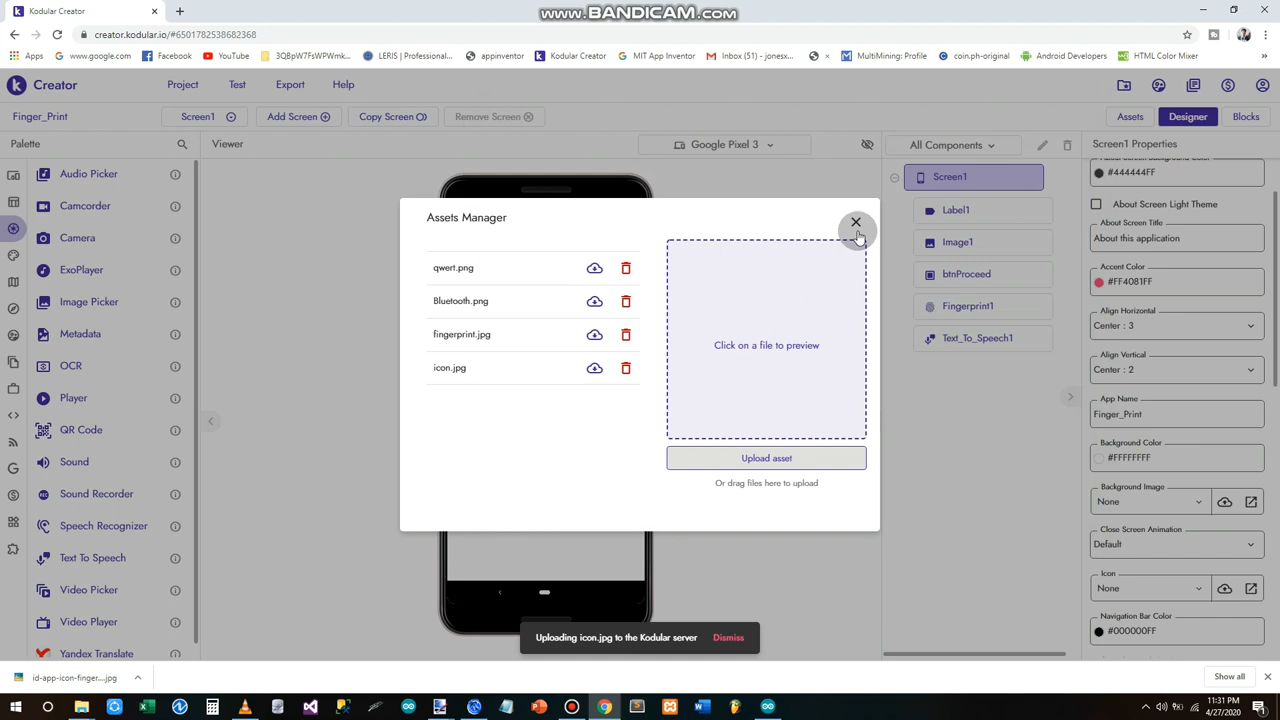 Kodular Creator
www.BANDICAM.com
creator.kodular.io/#6501782538682368
Apps
www.google.com
Facebook
YouTube
3QBpW7fsW9PWmk...
LERIS | Professional...
appinventor
Kodular Creator
MIT App Inventor
Inbox (51) - jonesx...
MultiMining: Profile
coin.ph-original
Android Developers
HTML Color Mixer
Creator
Project
Test
Export
Help
Finger_Print
Screen1
Add Screen
Copy Screen
Remove Screen
Assets
Designer
Blocks
Palette
Viewer
Google Pixel 3
All Components
Screen1 Properties
Audio Picker
Camcorder
Camera
ExoPlayer
Image Picker
Metadata
OCR
Player
QR Code
Sound
Sound Recorder
Speech Recognizer
Text To Speech
Video Picker
Video Player
Yandex Translate
Assets Manager
qwert.png
Bluetooth.png
fingerprint.jpg
icon.jpg
Click on a file to preview
Upload asset
Or drag files here to upload
Uploading icon.jpg to the Kodular server
Dismiss
Screen1
Label1
Image1
btnProceed
Fingerprint1
Text_To_Speech1
About Screen Background Color
#444444FF
About Screen Light Theme
About Screen Title
About this application
Accent Color
#FF4081FF
Align Horizontal
Center : 3
Align Vertical
Center : 2
App Name
Finger_Print
Background Color
#FFFFFFFF
Background Image
None
Close Screen Animation
Default
Icon
None
Navigation Bar Color
#000000FF
id-app-icon-finger....jpg
Show all
11:31 PM
4/27/2020